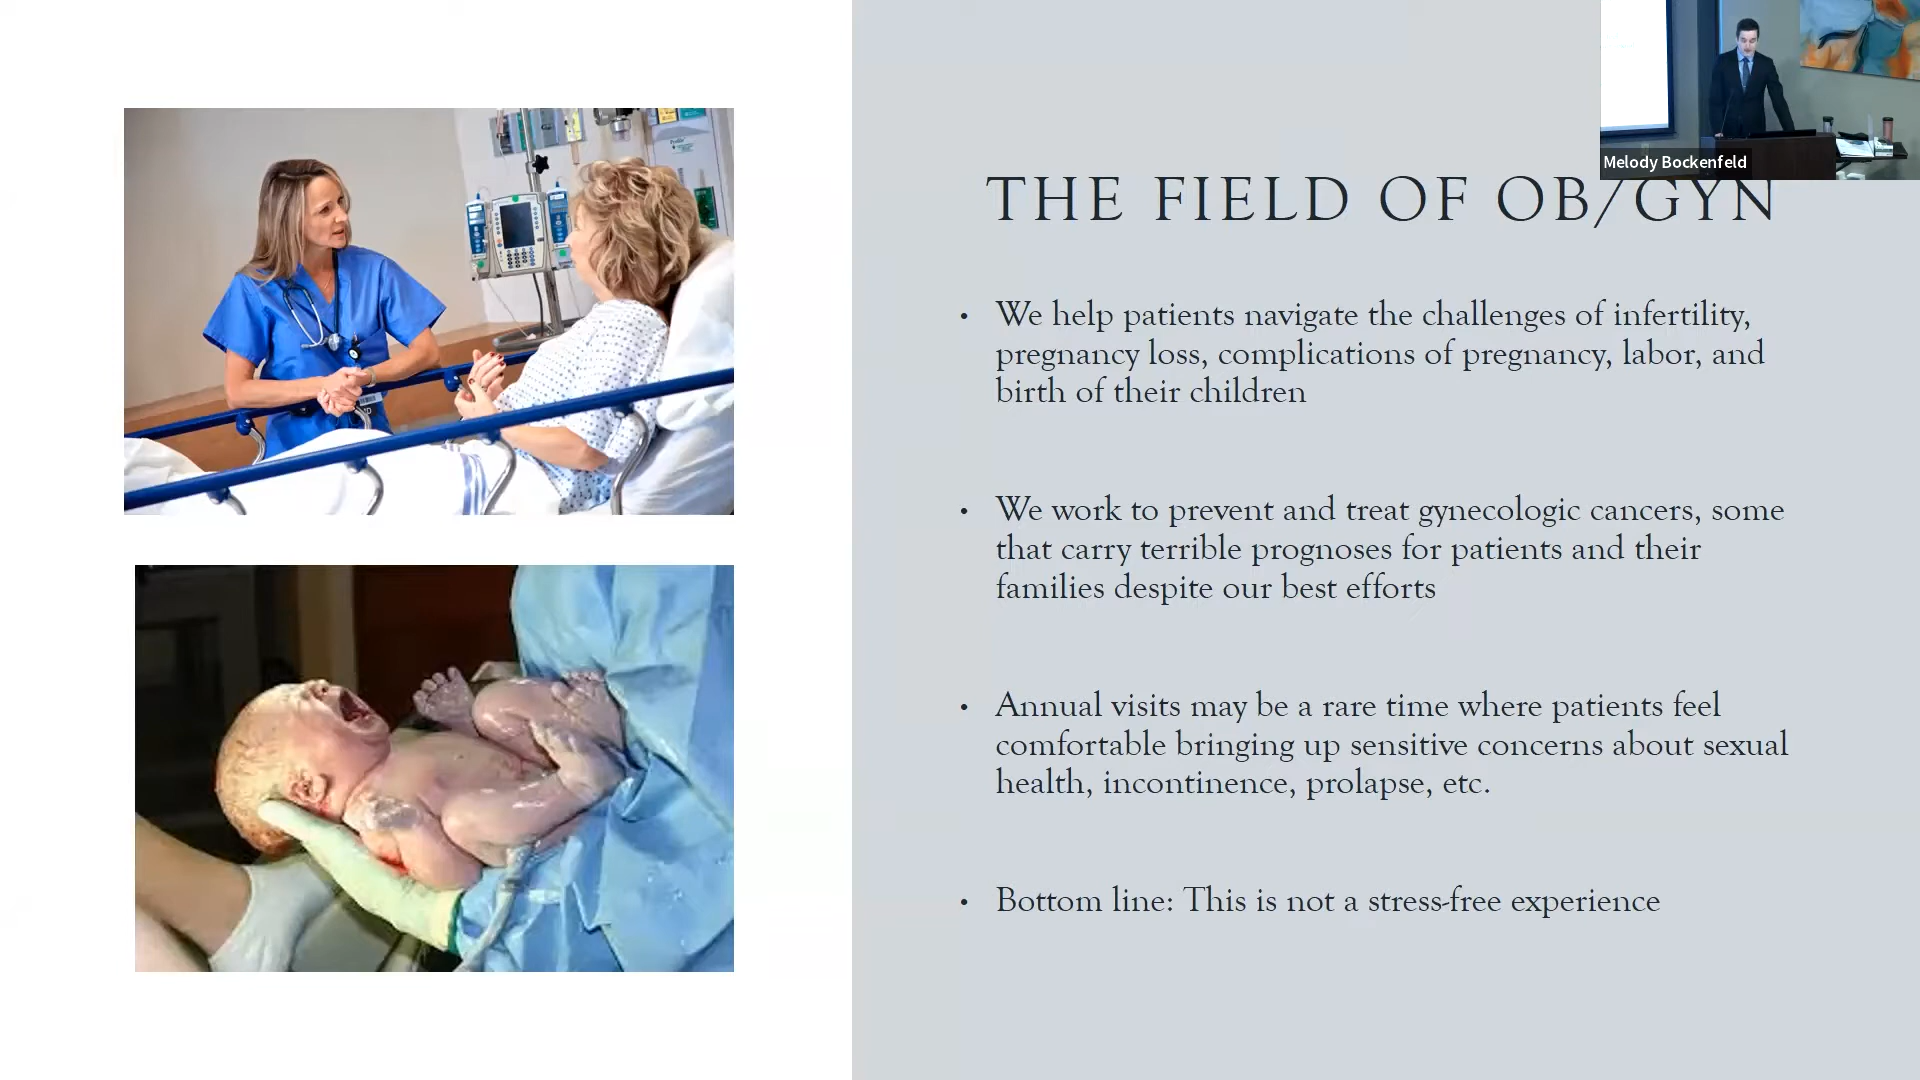 Melody Bockenfeld
THE FIELD OF OB/GYN
• We help patients navigate the challenges of infertility,
pregnancy loss, complications of pregnancy, labor, and
birth of their children
• We work to prevent and treat gynecologic cancers, some
that carry terrible prognoses for patients and their
families despite our best efforts
• Annual visits may be a rare time where patients feel
comfortable bringing up sensitive concerns about sexual
health, incontinence, prolapse, etc.
• Bottom line: This is not a stress-free experience